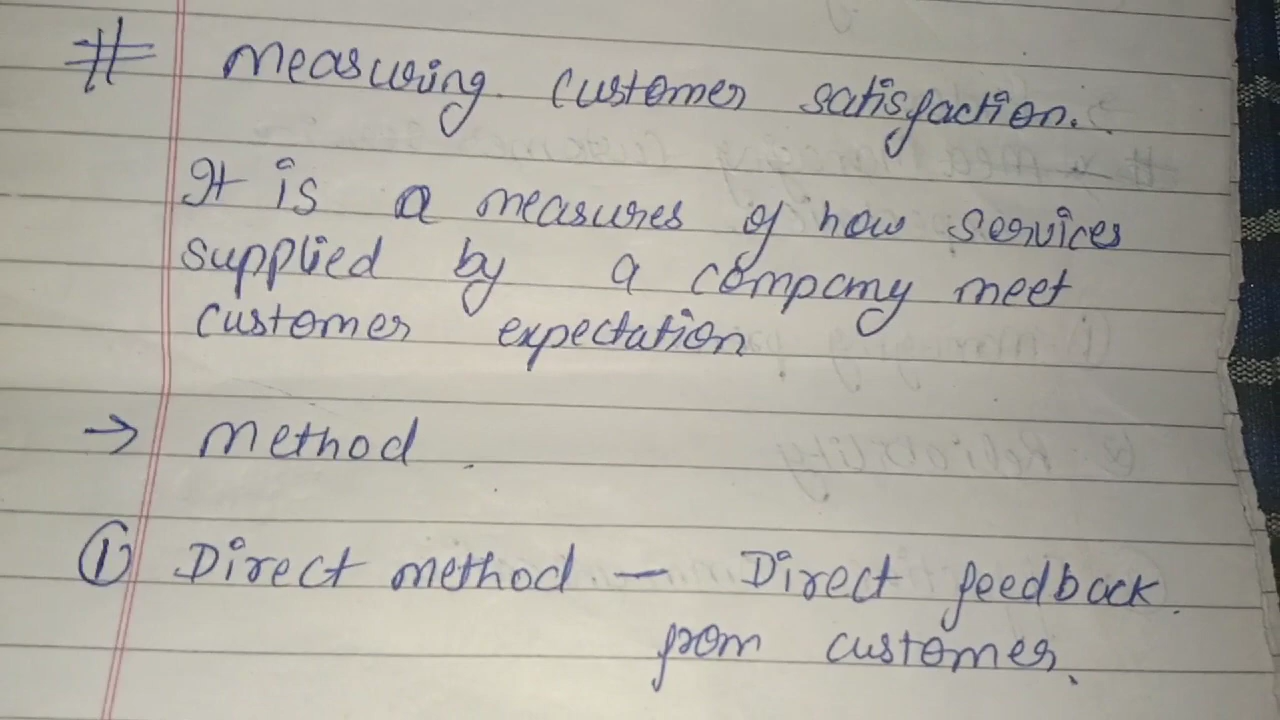 # Measuring Customer satisfaction.
It is a measures of how services
supplied by a company meet
customer expectation
→ Method
① Direct method — Direct feedback
from customer.